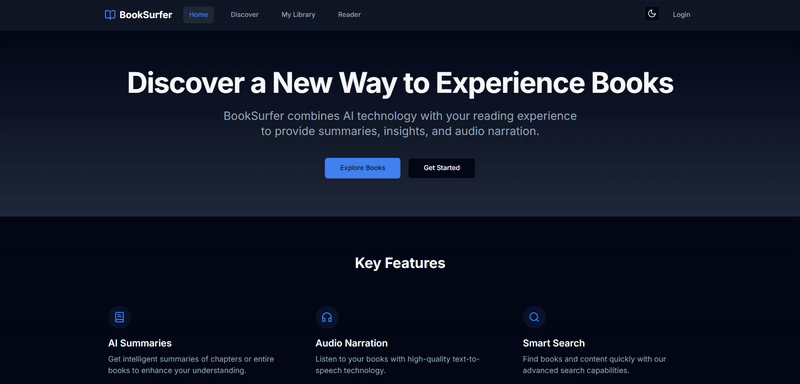 BookSurfer Home Discover My Library Reader Login
Discover a New Way to Experience Books
BookSurfer combines AI technology with your reading experience
to provide summaries, insights, and audio narration.
Explore Books Get Started
Key Features
AI Summaries
Get intelligent summaries of chapters or entire
books to enhance your understanding.
Audio Narration
Listen to your books with high-quality text-to-
speech technology.
Smart Search
Find books and content quickly with our
advanced search capabilities.